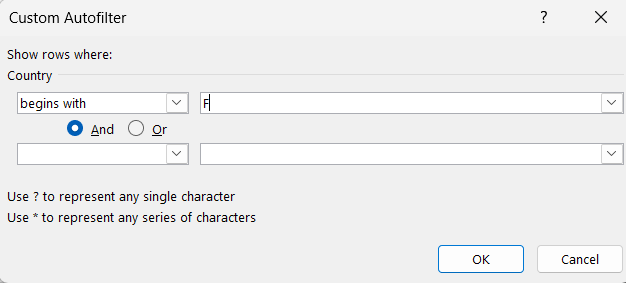 Custom Autofilter ?
Show rows where:
Country
begins with F
And Or
Use ? to represent any single character
Use * to represent any series of characters
OK Cancel